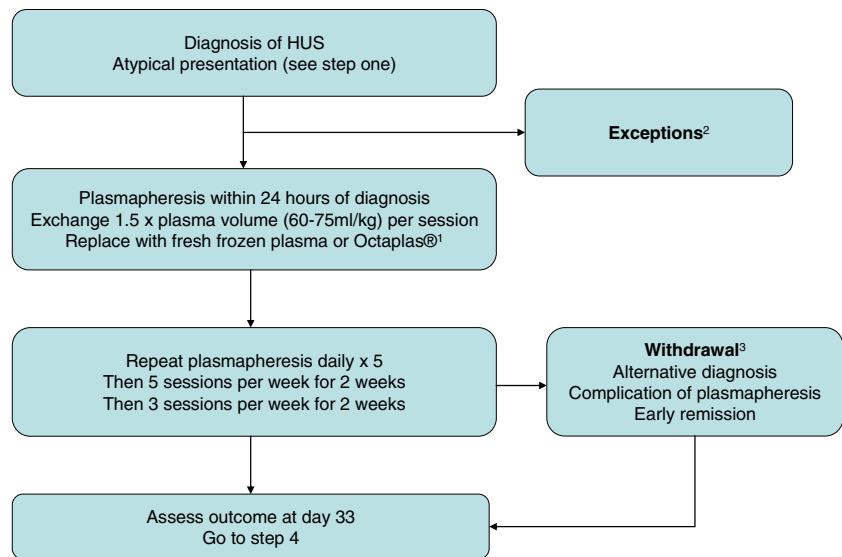 Diagnosis of HUS
Atypical presentation (see step one)
Exceptions²
Plasmapheresis within 24 hours of diagnosis
Exchange 1.5 x plasma volume (60-75ml/kg) per session
Replace with fresh frozen plasma or Octaplas®¹
Repeat plasmapheresis daily x 5
Then 5 sessions per week for 2 weeks
Then 3 sessions per week for 2 weeks
Withdrawal³
Alternative diagnosis
Complication of plasmapheresis
Early remission
Assess outcome at day 33
Go to step 4